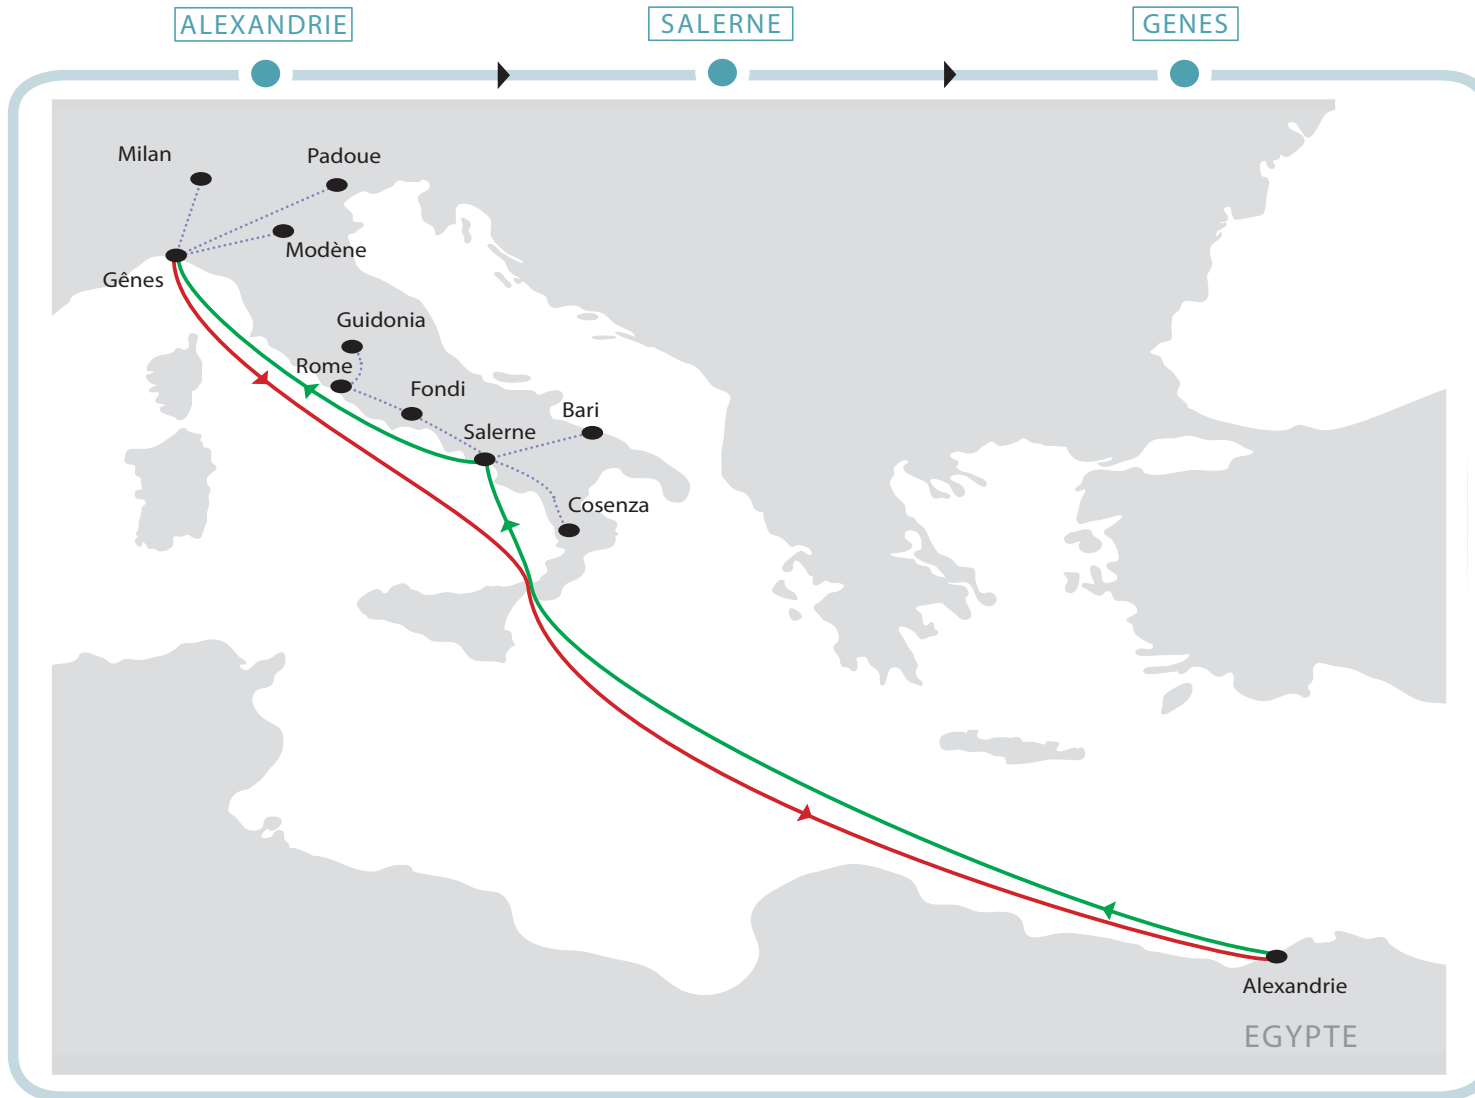 ALEXANDRIE
SALERNE
GENES
Milan
Padoue
Modène
Gênes
Guidonia
Rome
Fondi
Bari
Salerne
Cosenza
Alexandrie
EGYPTE